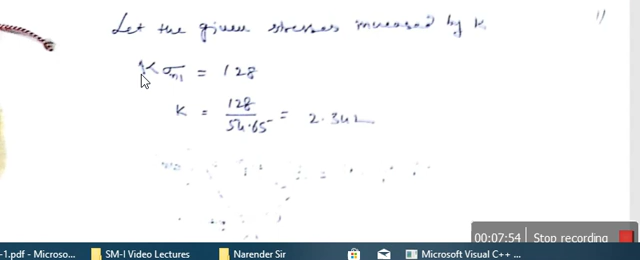 Let the given stresses increased by K
K σn1 = 128
K = 128/54.65 = 2.342
00:07:54 Stop recording
-1.pdf - Microso... SM-I Video Lectures Narender Sir Microsoft Visual C++ ...